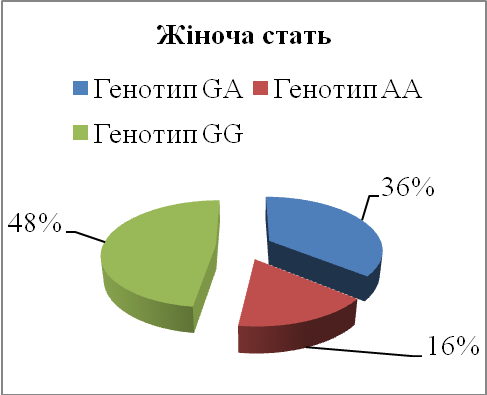 Жіноча стать
Генотип GA Генотип AA
Генотип GG
36%
48%
16%